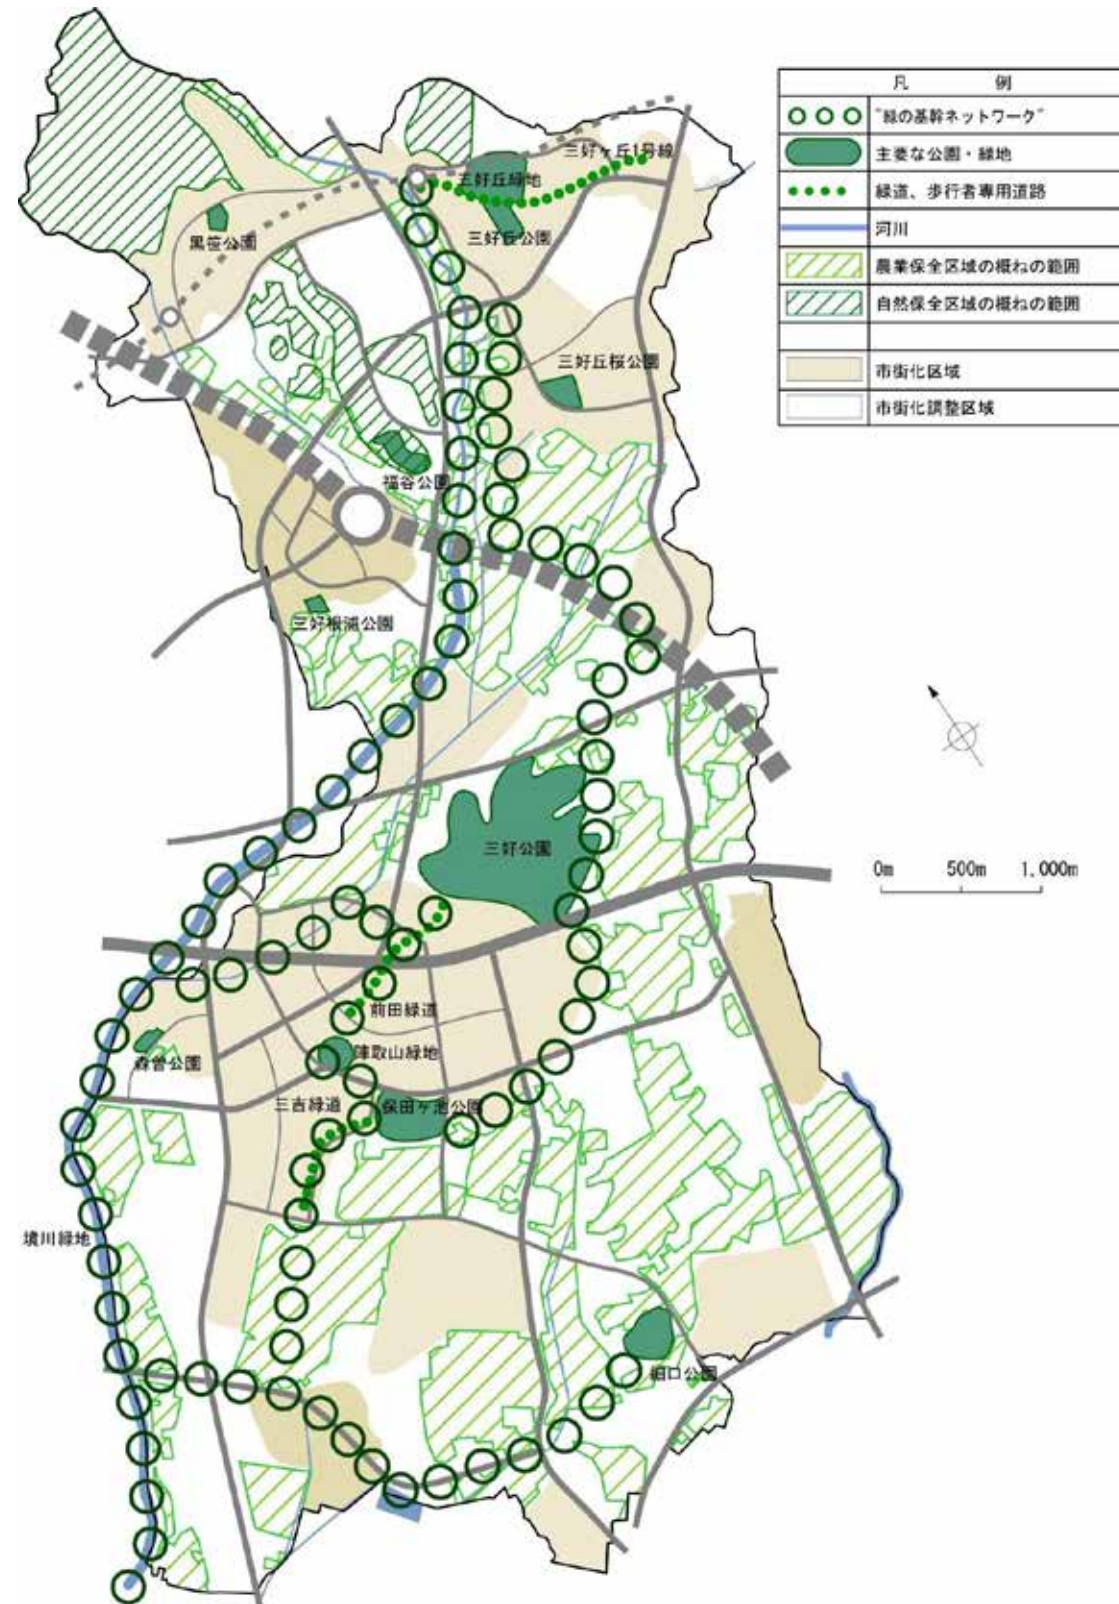 凡 例
"緑の基幹ネットワーク"
主要な公園・緑地
緑道、歩行者専用道路
河川
農業保全区域の概ねの範囲
自然保全区域の概ねの範囲
市街化区域
市街化調整区域
三好ヶ丘1号線
三好丘緑地
黒笹公園
三好丘公園
三好丘桜公園
福谷公園
三好根浦公園
三好公園
0m 500m 1,000m
前田緑道
陣取山緑地
森曽公園
三吉緑道
保田ヶ池公園
境川緑地
細口公園